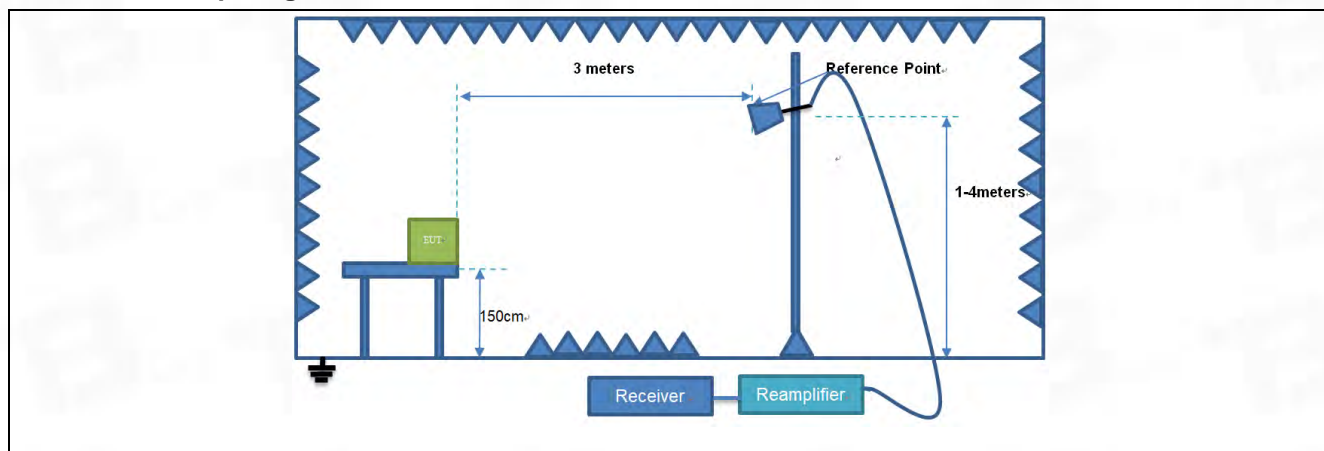 3 meters
Reference Point
1-4meters
EUT
150cm
Receiver
Reamplifier